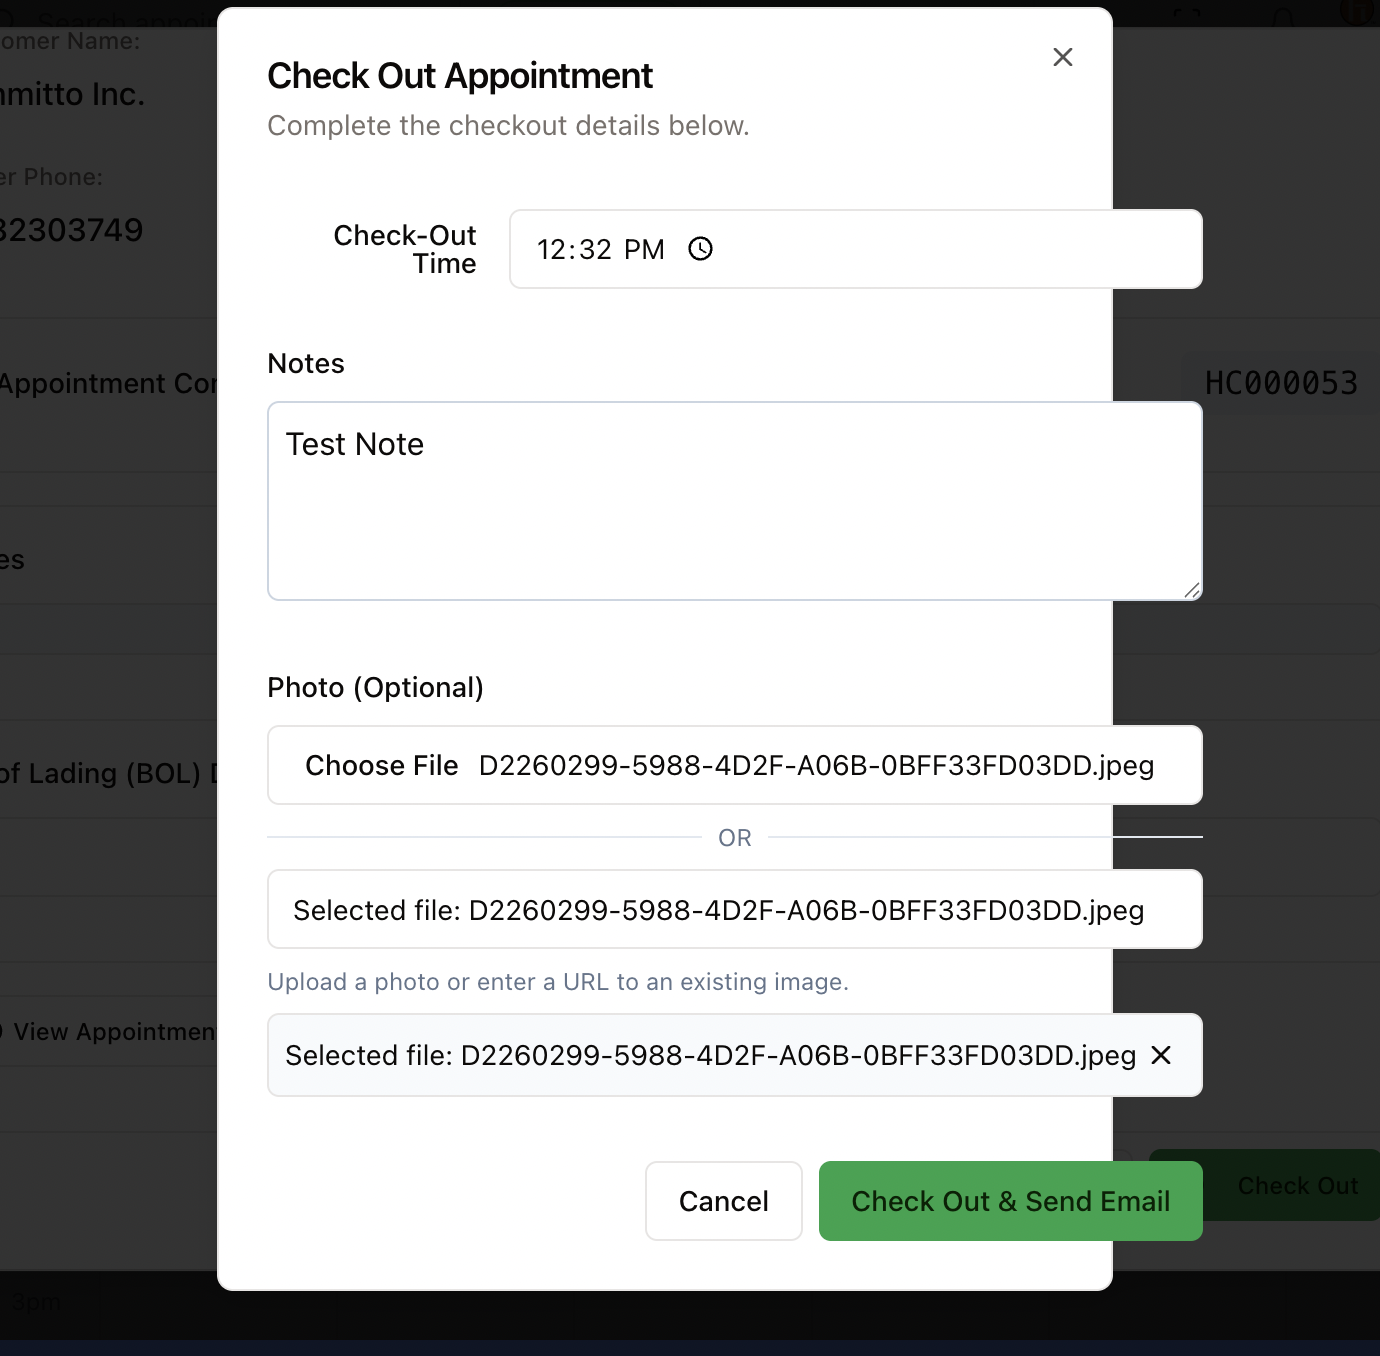 Search
omer Name:
mitto Inc.
er Phone:
32303749
Appointment
HC000053
es
of Lading (BOL)
View Appointment
Check Out
3pm
Check Out Appointment
Complete the checkout details below.
Check-Out
Time
12:32 PM
Notes
Test Note
Photo (Optional)
Choose File D2260299-5988-4D2F-A06B-0BFF33FD03DD.jpeg
OR
Selected file: D2260299-5988-4D2F-A06B-0BFF33FD03DD.jpeg
Upload a photo or enter a URL to an existing image.
Selected file: D2260299-5988-4D2F-A06B-0BFF33FD03DD.jpeg
Cancel
Check Out & Send Email